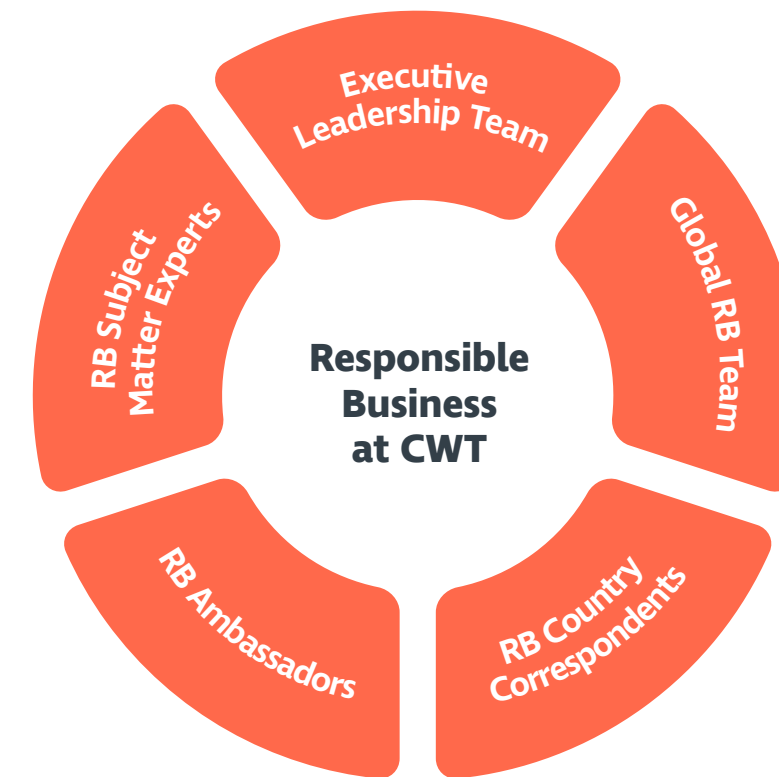 Executive
Leadership Team
Global RB Team
RB Country
Correspondents
RB Ambassadors
RB Subject
Matter Experts
Responsible
Business
at CWT